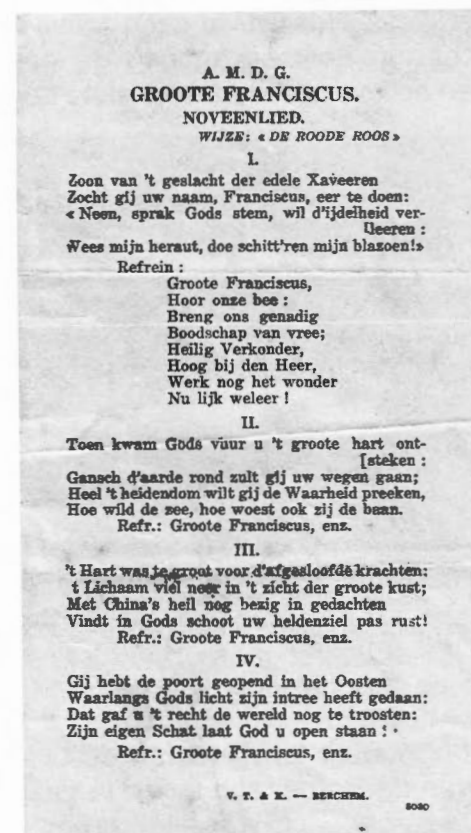 A. M. D. G.
GROOTE FRANCISCUS.
NOVEENLIED.
WIJZE: « DE ROODE ROOS »
I.
Zoon van 't geslacht der edele Xaveeren
Zocht gij uw naam, Franciscus, eer te doen:
« Neen, sprak Gods stem, wil d'ijdelheid ver-
[leeren :
Wees mijn heraut, doe schitt'ren mijn blazoen!»
Refrein :
Groote Franciscus,
Hoor onze bee :
Breng ons genadig
Boodschap van vree;
Heilig Verkonder,
Hoog bij den Heer,
Werk nog het wonder
Nu lijk weleer !
II.
Toen kwam Gods vuur u 't groote hart ont-
[steken :
Gansch d'aarde rond zult gij uw wegen gaan;
Heel 't heidendom wilt gij de Waarheid preeken,
Hoe wild de zee, hoe woest ook zij de baan.
Refr.: Groote Franciscus, enz.
III.
't Hart was te groot voor d'afgesloofde krachten:
't Lichaam viel neer in 't zicht der groote kust;
Met China's heil nog bezig in gedachten
Vindt in Gods schoot uw heldenziel pas rust!
Refr.: Groote Franciscus, enz.
IV.
Gij hebt de poort geopend in het Oosten
Waarlangs Gods licht zijn intree heeft gedaan:
Dat gaf u 't recht de wereld nog te troosten:
Zijn eigen Schat laat God u open staan !
Refr.: Groote Franciscus, enz.
V. T. & K. — BERCHEM.
5030